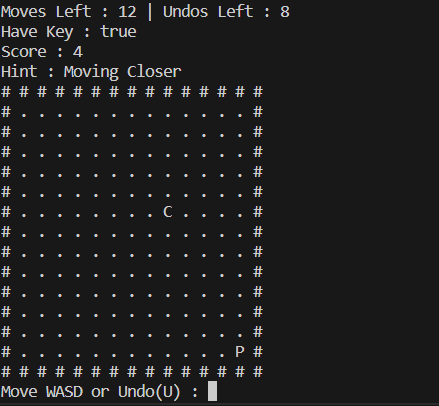 Moves Left : 12 | Undos Left : 8
Have Key : true
Score : 4
Hint : Moving Closer
# # # # # # # # # # # # # # #
# . . . . . . . . . . . . . #
# . . . . . . . . . . . . . #
# . . . . . . . . . . . . . #
# . . . . . . . . . . . . . #
# . . . . . . . . . . . . . #
# . . . . . . . . C . . . . #
# . . . . . . . . . . . . . #
# . . . . . . . . . . . . . #
# . . . . . . . . . . . . . #
# . . . . . . . . . . . . . #
# . . . . . . . . . . . . . #
# . . . . . . . . . . . . . #
# . . . . . . . . . . . . P #
# # # # # # # # # # # # # # #
Move WASD or Undo(U) :